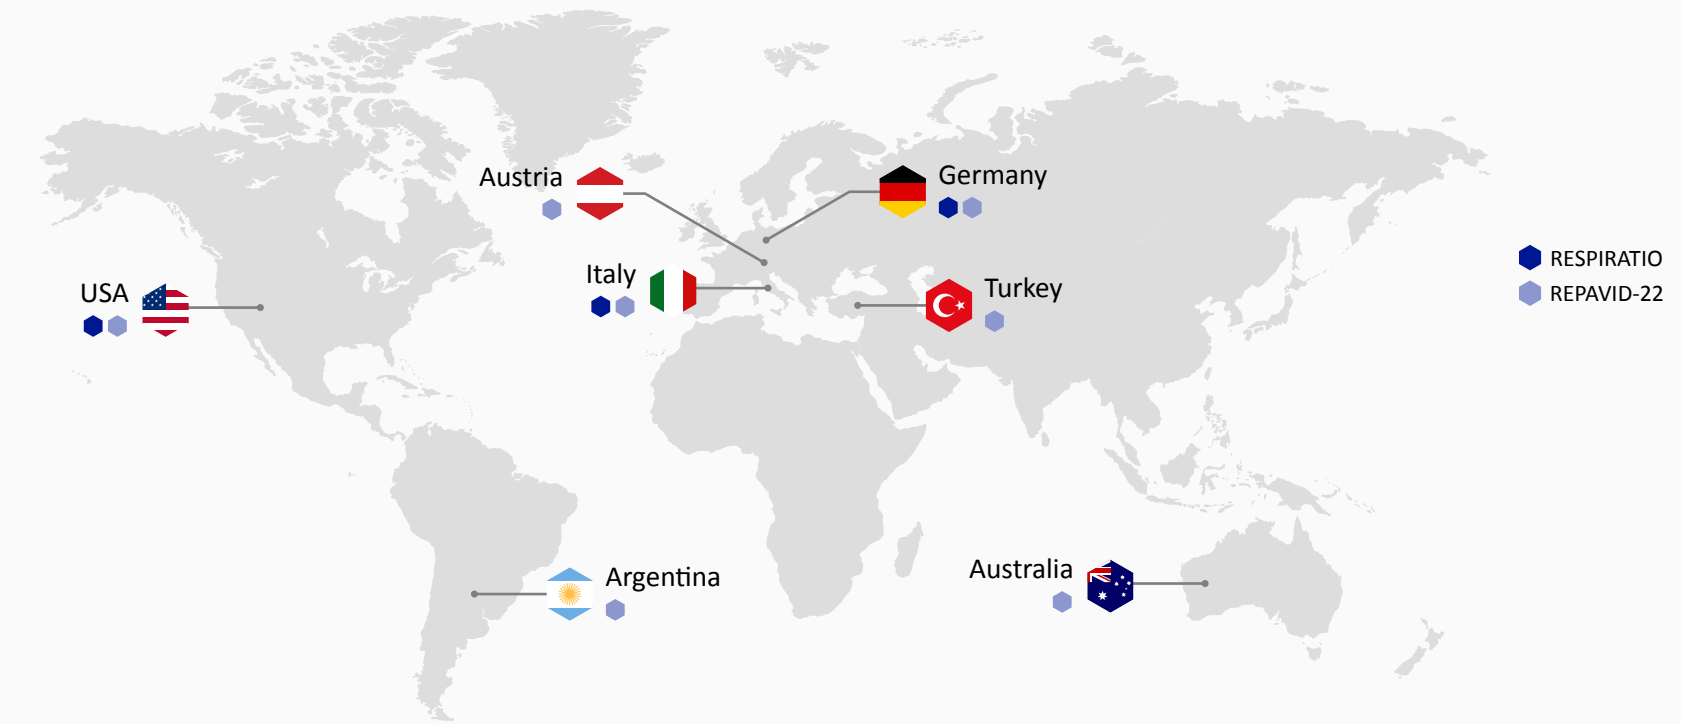 Austria
Germany
Italy
Turkey
USA
RESPIRATIO
REPAVID-22
Argentina
Australia